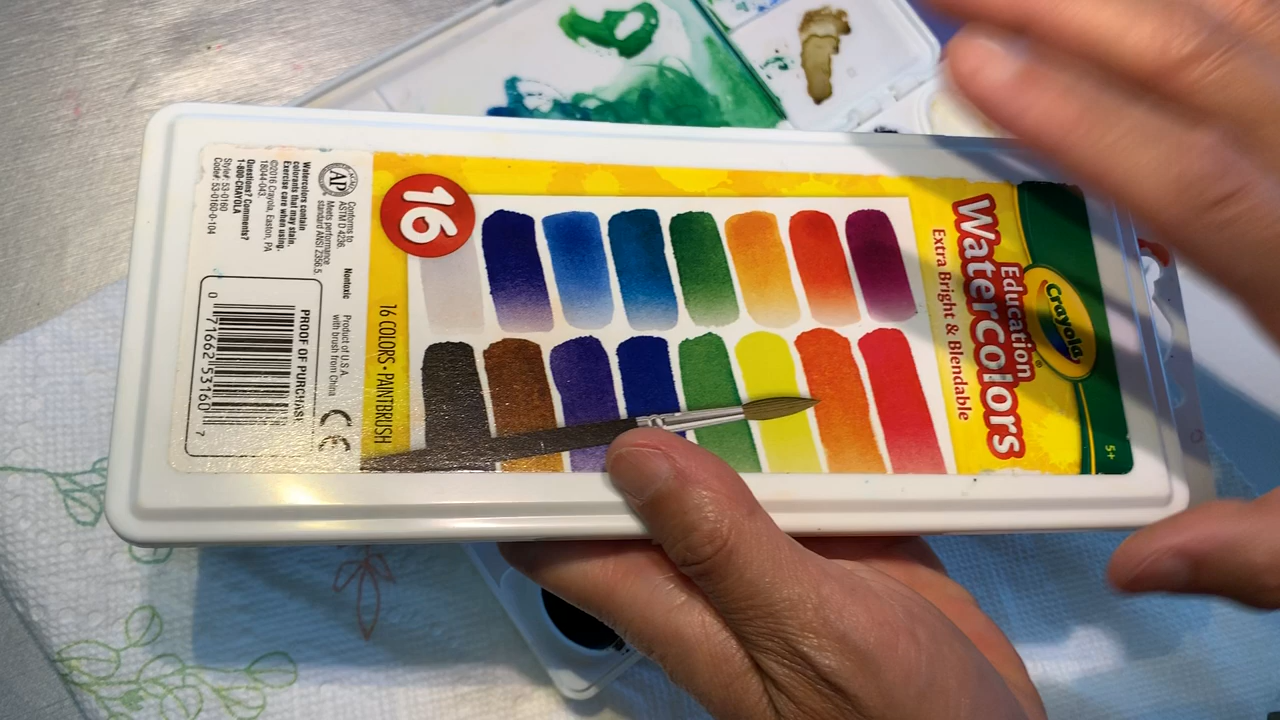 Crayola
Education
Watercolors®
Extra Bright & Blendable
5+
16
16 COLORS • PAINTBRUSH
AP
Conforms to
ASTM D 4236.
Meets performance
standard ANSI Z356.5.
Nontoxic
Product of U.S.A.
with brush from China
CE
Watercolors contain
colorants that may stain.
Exercise care when using.
©2016 Crayola, Easton, PA
18044-043.
Questions? Comments?
1-800-CRAYOLA
Style#: 53-0160
Code#: 53-0160-0-104
PROOF OF PURCHASE
0 71662 53160 7